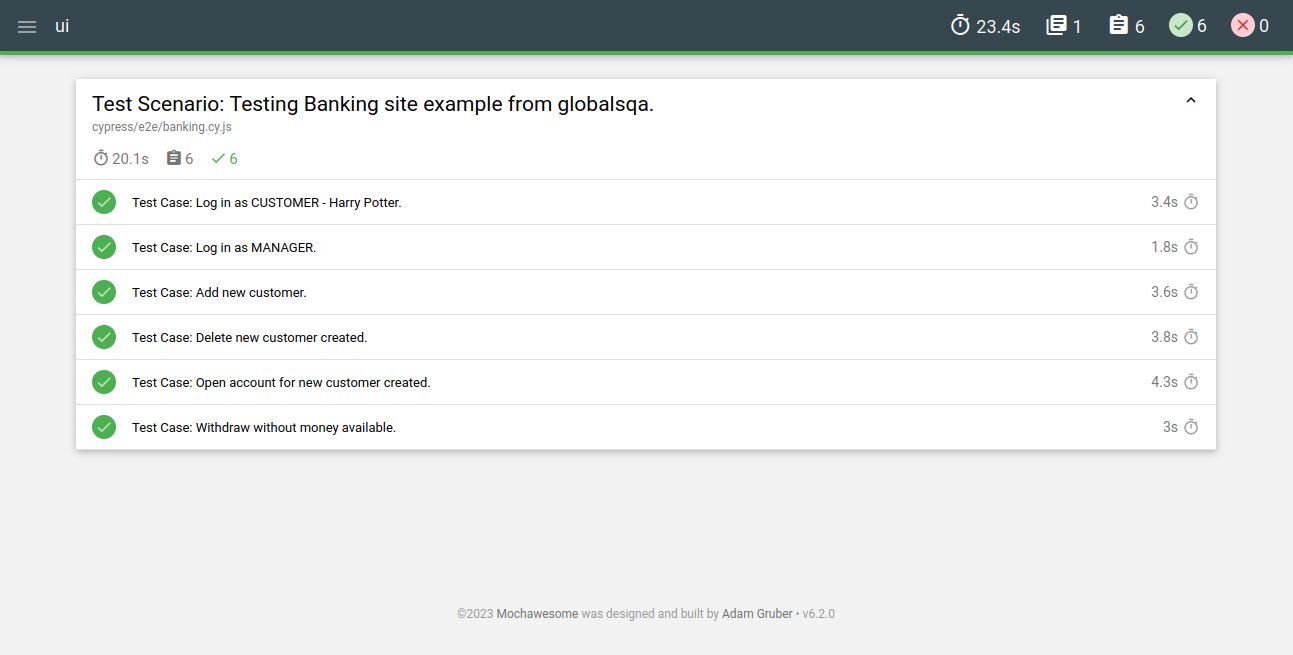 ui 23.4s 1 6 6 0
Test Scenario: Testing Banking site example from globalsqa.
cypress/e2e/banking.cy.js
20.1s 6 6
Test Case: Log in as CUSTOMER - Harry Potter. 3.4s
Test Case: Log in as MANAGER. 1.8s
Test Case: Add new customer. 3.6s
Test Case: Delete new customer created. 3.8s
Test Case: Open account for new customer created. 4.3s
Test Case: Withdraw without money available. 3s
©2023 Mochawesome was designed and built by Adam Gruber • v6.2.0